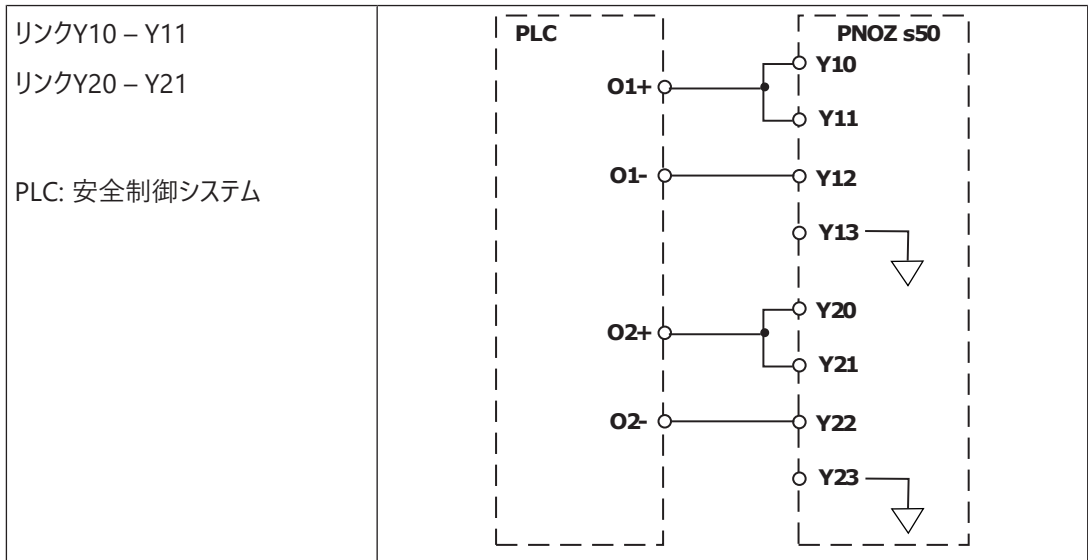 リンクY10 – Y11
リンクY20 – Y21
PLC: 安全制御システム
PLC
PNOZ s50
O1+
Y10
Y11
O1-
Y12
Y13
O2+
Y20
Y21
O2-
Y22
Y23